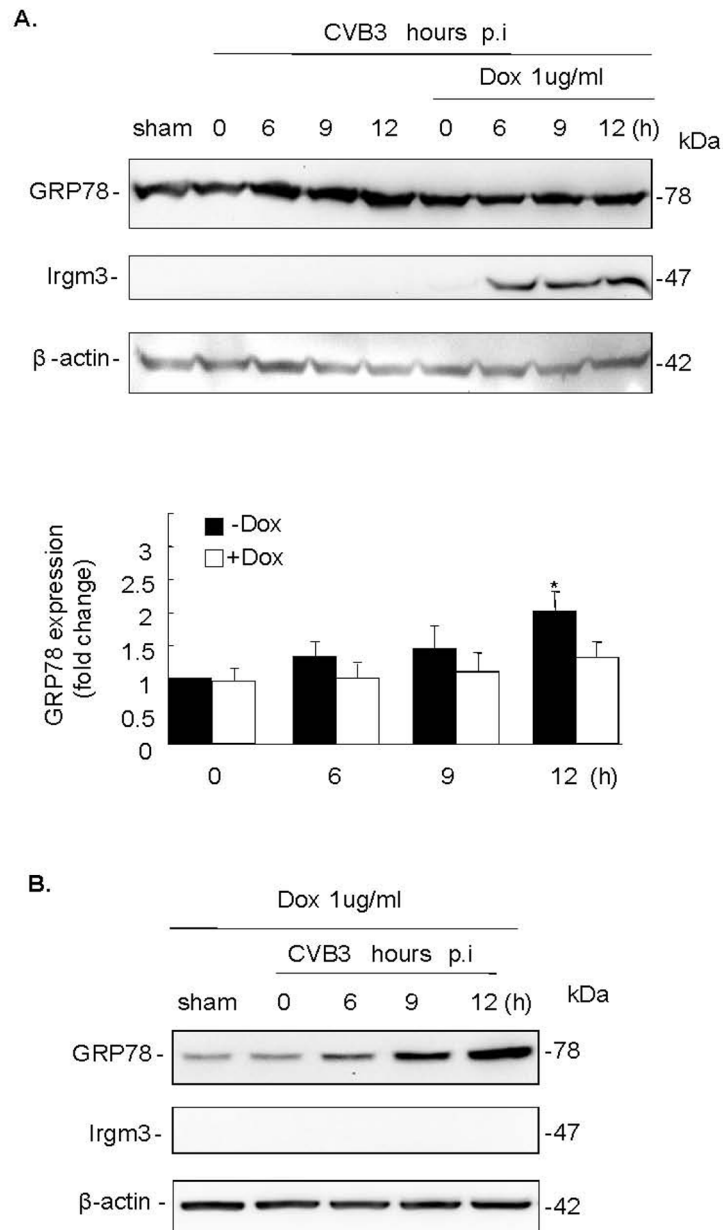 A.
CVB3 hours p.i
Dox 1ug/ml
sham 0 6 9 12 0 6 9 12 (h) kDa
GRP78- -78
Irgm3- -47
β-actin- -42
GRP78 expression
(fold change)
-Dox
+Dox
3
2.5
2
1.5
1
0.5
0
*
0 6 9 12 (h)
B.
Dox 1ug/ml
CVB3 hours p.i
sham 0 6 9 12 (h) kDa
GRP78- -78
Irgm3- -47
β-actin- -42